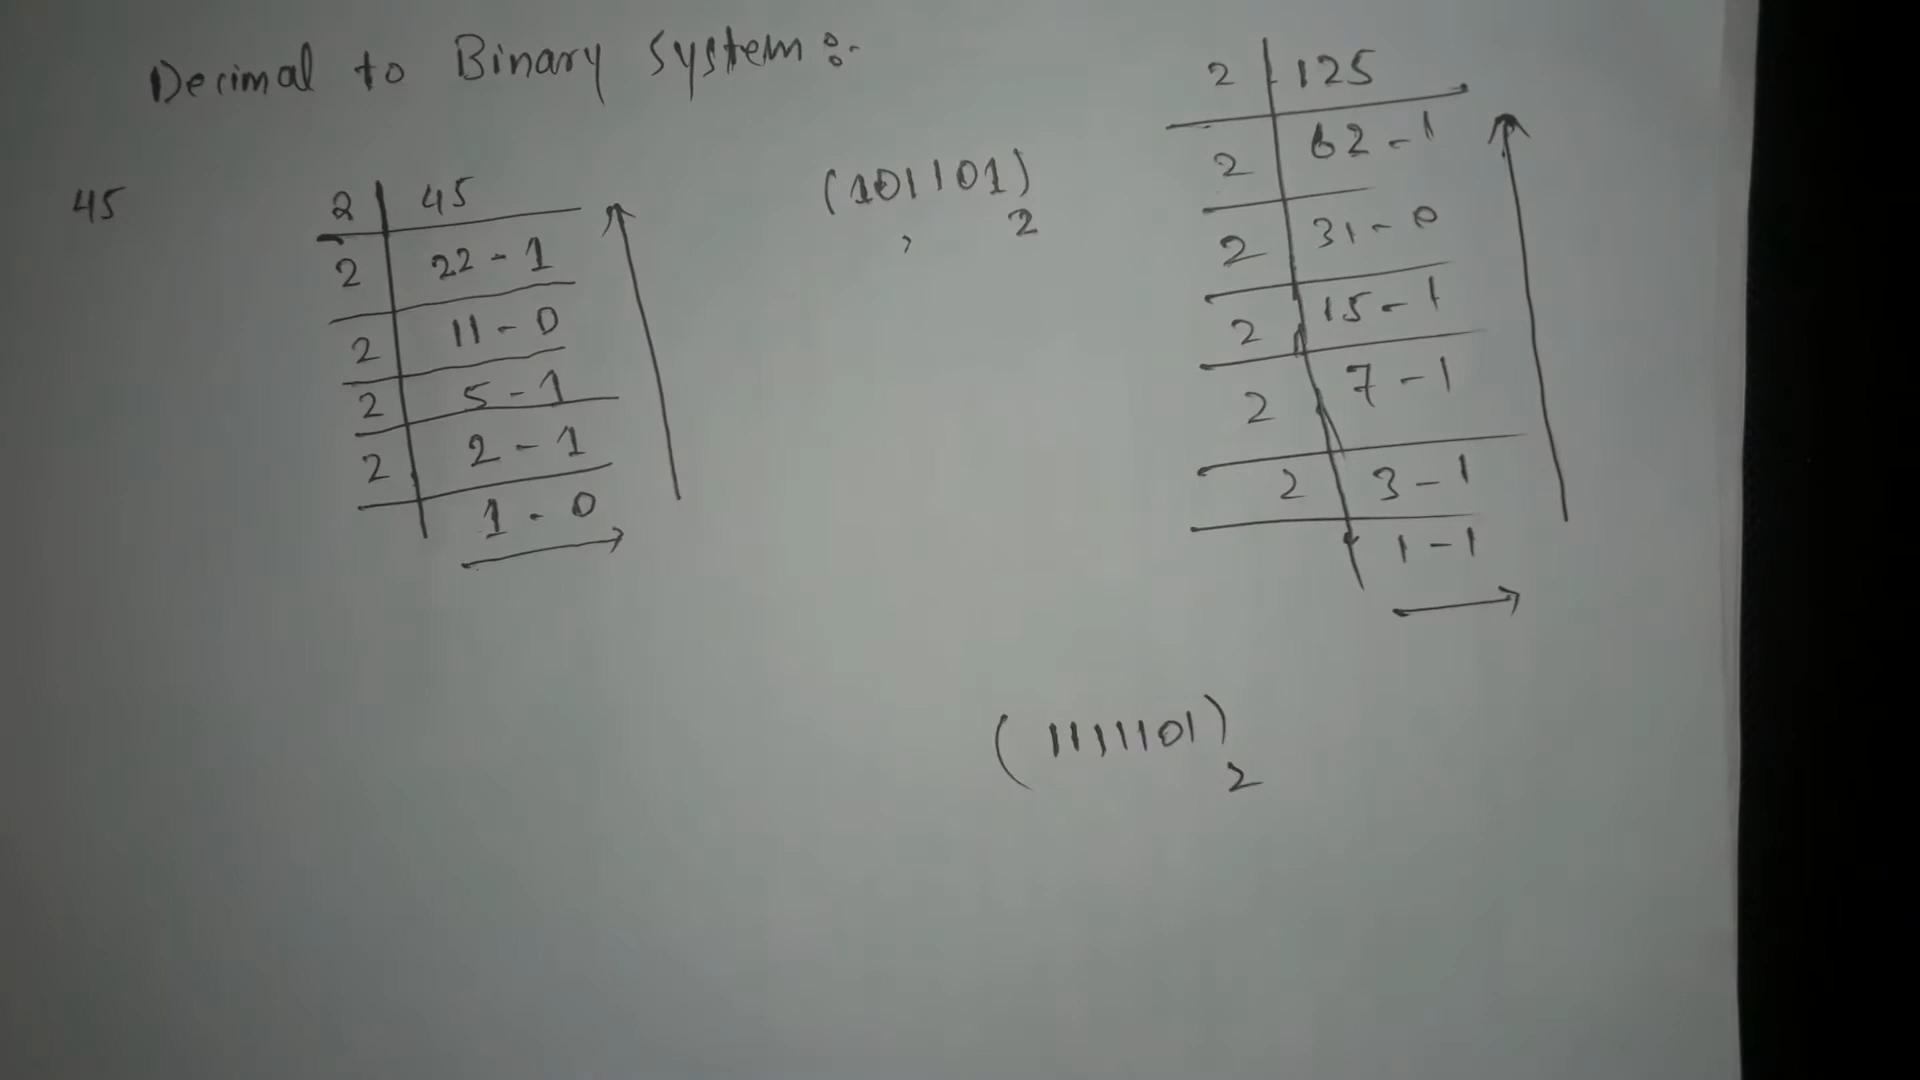 Decimal to Binary System :-
45
2 | 45
2 | 22 - 1
2 | 11 - 0
2 | 5 - 1
2 | 2 - 1
1 - 0
(101101)2
,
2 | 125
2 | 62 - 1
2 | 31 - 0
2 | 15 - 1
2 | 7 - 1
2 | 3 - 1
1 - 1
(1111101)2